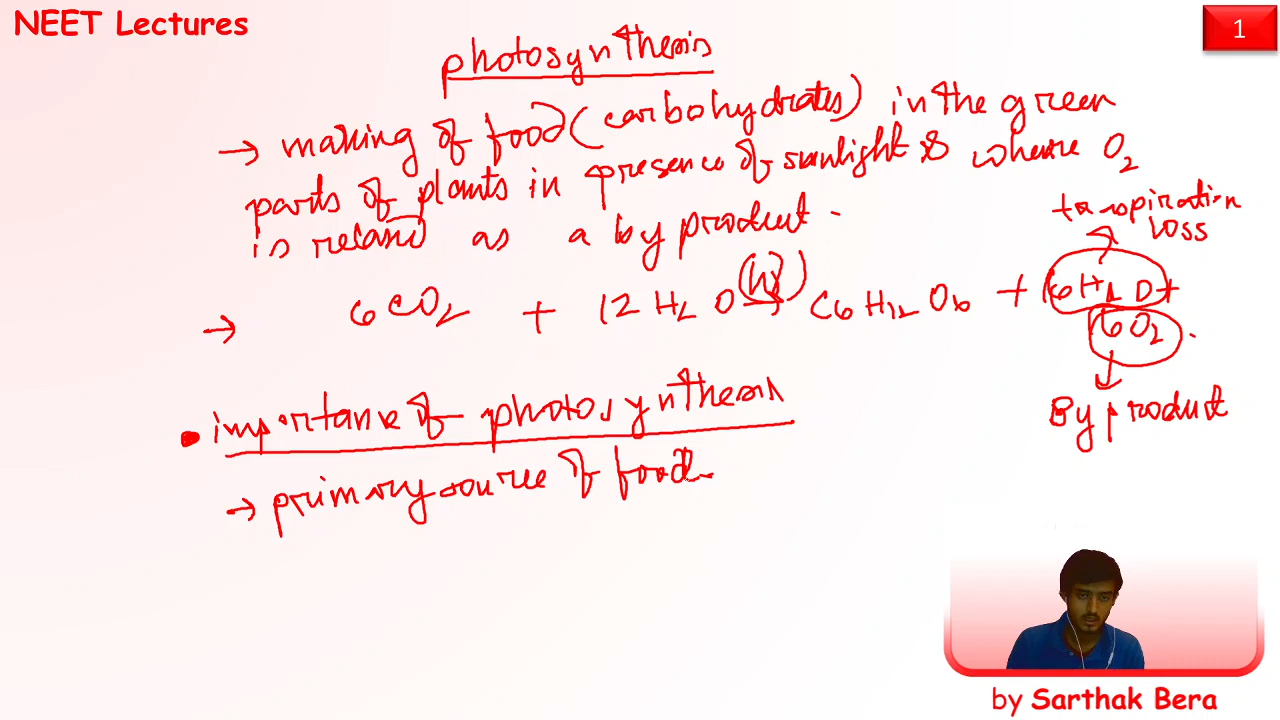 NEET Lectures
1
photosynthesis
→ making of food (carbohydrates) in the green
parts of plants in presence of sunlight & where O2
is as a by product.
transpiration
loss
→ 6CO2 + 12H2O (hν)→ C6H12O6 + 6H2O +
6O2.
By product
• importance of photosynthesis
→ primary source of food
by Sarthak Bera